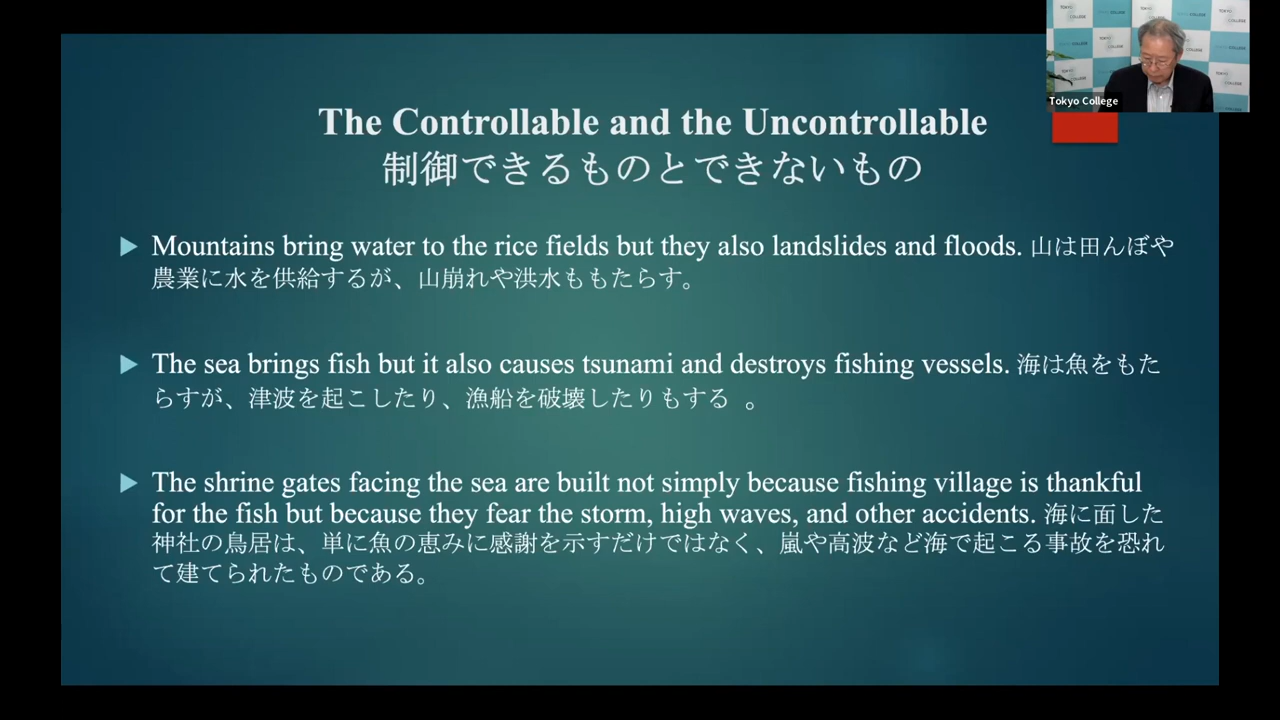 The Controllable and the Uncontrollable
制御できるものとできないもの
Mountains bring water to the rice fields but they also landslides and floods. 山は田んぼや
農業に水を供給するが、山崩れや洪水ももたらす。
The sea brings fish but it also causes tsunami and destroys fishing vessels. 海は魚をもた
らすが、津波を起こしたり、漁船を破壊したりもする 。
The shrine gates facing the sea are built not simply because fishing village is thankful
for the fish but because they fear the storm, high waves, and other accidents. 海に面した
神社の鳥居は、単に魚の恵みに感謝を示すだけではなく、嵐や高波など海で起こる事故を恐れ
て建てられたものである。
Tokyo College